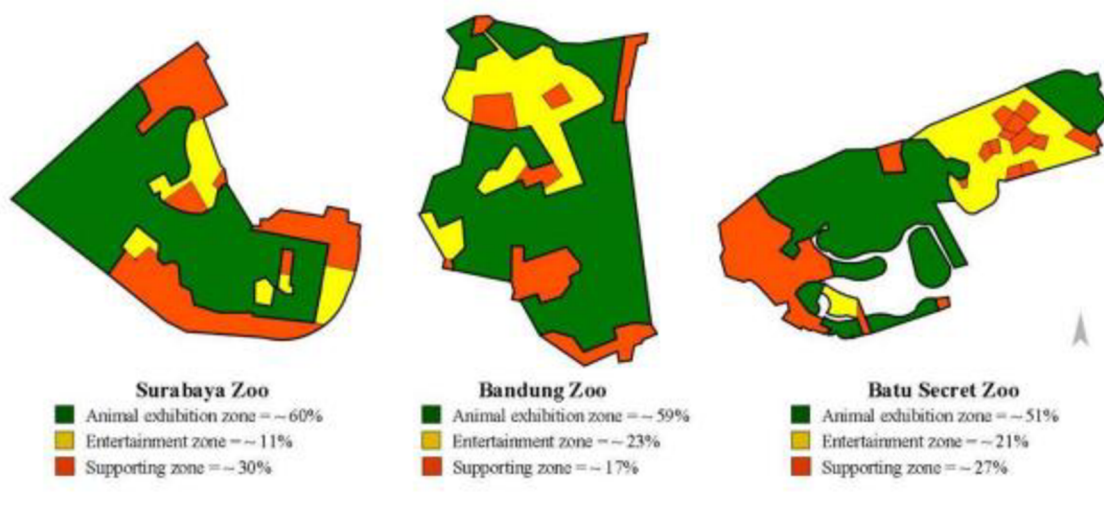 Surabaya Zoo
Animal exhibition zone = ~ 60%
Entertainment zone = ~ 11%
Supporting zone = ~ 30%
Bandung Zoo
Animal exhibition zone = ~ 59%
Entertainment zone = ~ 23%
Supporting zone = ~ 17%
Batu Secret Zoo
Animal exhibition zone = ~ 51%
Entertainment zone = ~ 21%
Supporting zone = ~ 27%